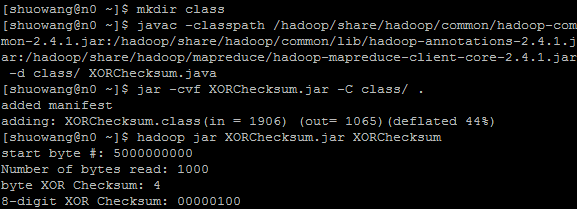 [shuowang@n0 ~]$ mkdir class
[shuowang@n0 ~]$ javac -classpath /hadoop/share/hadoop/common/hadoop-com
mon-2.4.1.jar:/hadoop/share/hadoop/common/lib/hadoop-annotations-2.4.1.j
ar:/hadoop/share/hadoop/mapreduce/hadoop-mapreduce-client-core-2.4.1.jar
 -d class/ XORChecksum.java
[shuowang@n0 ~]$ jar -cvf XORChecksum.jar -C class/ .
added manifest
adding: XORChecksum.class(in = 1906) (out= 1065)(deflated 44%)
[shuowang@n0 ~]$ hadoop jar XORChecksum.jar XORChecksum
start byte #: 5000000000
Number of bytes read: 1000
byte XOR Checksum: 4
8-digit XOR Checksum: 00000100